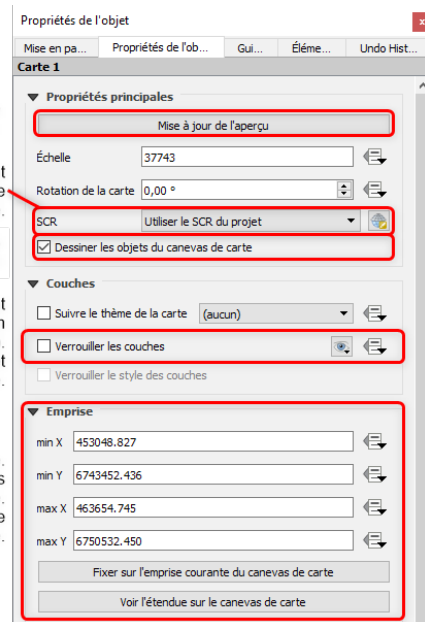 Propriétés de l'objet
Mise en pa... Propriétés de l'ob... Gui... Éléme... Undo Hist...
Carte 1
Propriétés principales
Mise à jour de l'aperçu
Échelle 37743
Rotation de la carte 0,00 °
SCR Utiliser le SCR du projet
Dessiner les objets du canevas de carte
Couches
Suivre le thème de la carte (aucun)
Verrouiller les couches
Verrouiller le style des couches
Emprise
min X 453048.827
min Y 6743452.436
max X 463654.745
max Y 6750532.450
Fixer sur l'emprise courante du canevas de carte
Voir l'étendue sur le canevas de carte